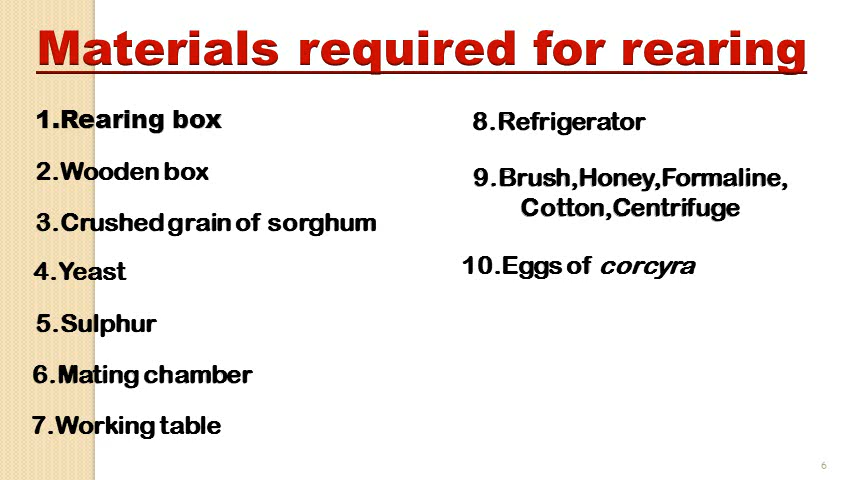 Materials required for rearing
1.Rearing box
2.Wooden box
3.Crushed grain of sorghum
4.Yeast
5.Sulphur
6.Mating chamber
7.Working table
8.Refrigerator
9.Brush,Honey,Formaline,
Cotton,Centrifuge
10.Eggs of corcyra
6